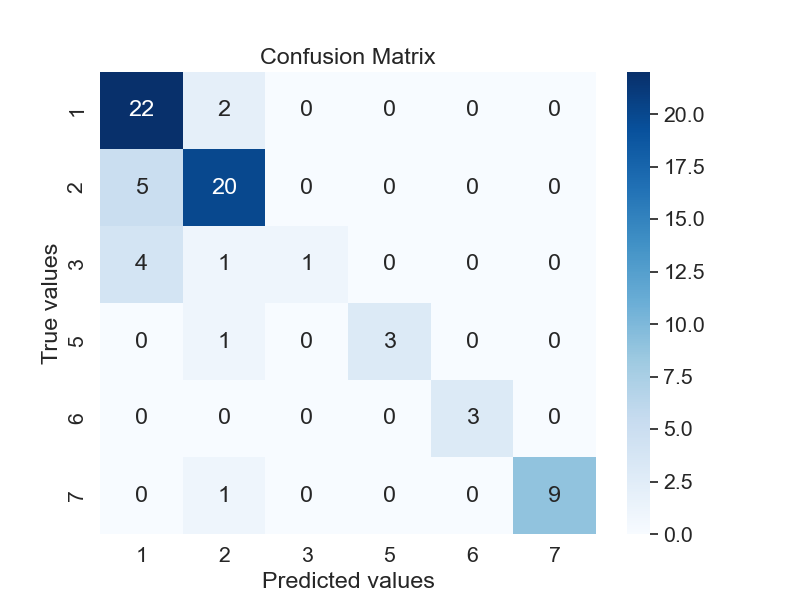 Confusion Matrix
1 22 2 0 0 0 0
2 5 20 0 0 0 0
3 4 1 1 0 0 0
5 0 1 0 3 0 0
6 0 0 0 0 3 0
7 0 1 0 0 0 9
1 2 3 5 6 7
Predicted values
True values
20.0
17.5
15.0
12.5
10.0
7.5
5.0
2.5
0.0